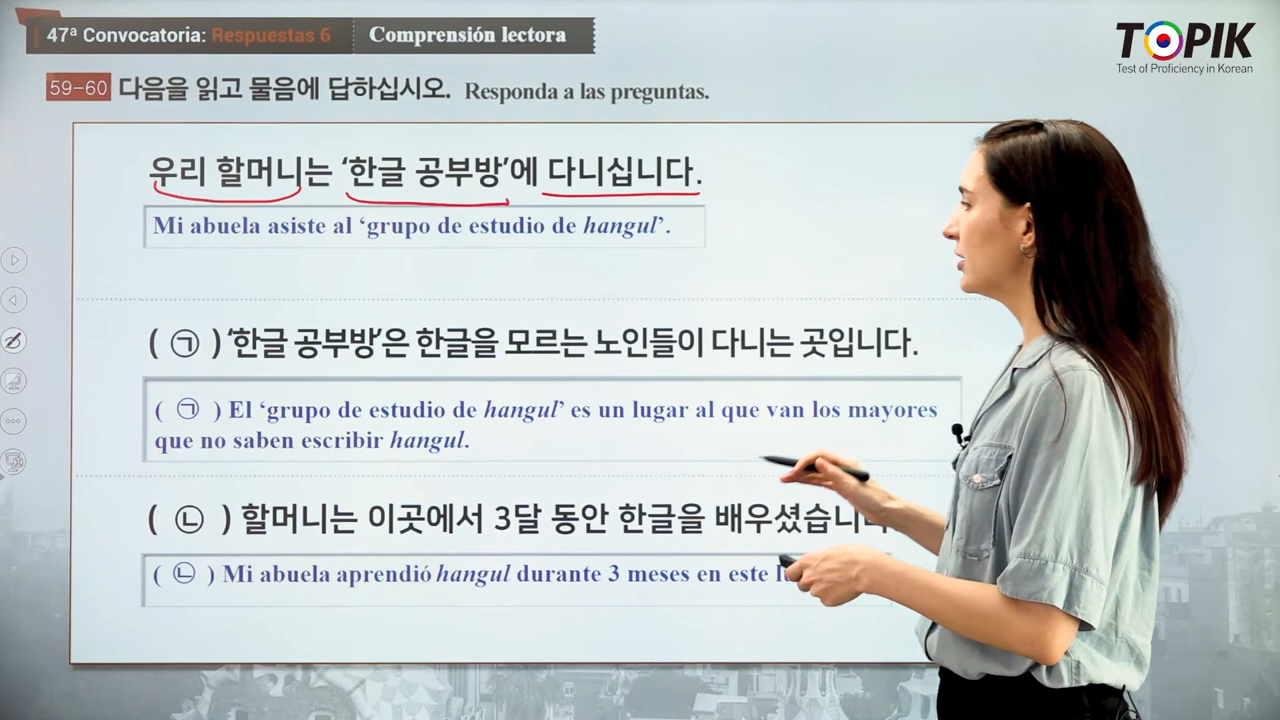 47ª Convocatoria: Respuestas 6 Comprensión lectora
TOPIK
Test of Proficiency in Korean
59-60 다음을 읽고 물음에 답하십시오. Responda a las preguntas.
우리 할머니는 ‘한글 공부방’에 다니십니다.
Mi abuela asiste al ‘grupo de estudio de hangul’.
( ㉠ ) ‘한글 공부방’은 한글을 모르는 노인들이 다니는 곳입니다.
( ㉠ ) El ‘grupo de estudio de hangul’ es un lugar al que van los mayores
que no saben escribir hangul.
( ㉡ ) 할머니는 이곳에서 3달 동안 한글을
( ㉡ ) Mi abuela aprendió hangul durante 3 meses en este